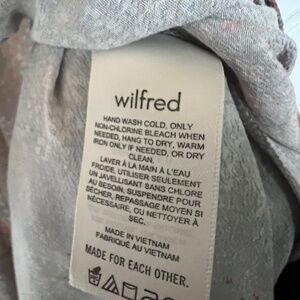 wilfred
HAND WASH COLD, ONLY
NON-CHLORINE BLEACH WHEN
NEEDED, HANG TO DRY, WARM
IRON ONLY IF NEEDED, OR DRY
CLEAN.
LAVER À LA MAIN À L'EAU
FROIDE, UTILISER SEULEMENT
UN JAVELLISANT SANS CHLORE
AU BESOIN, SUSPENDRE POUR
SÉCHER, REPASSAGE MOYEN SI
NÉCESSAIRE, OU NETTOYER À
SEC.
MADE IN VIETNAM
FABRIQUÉ AU VIETNAM
MADE FOR EACH OTHER.